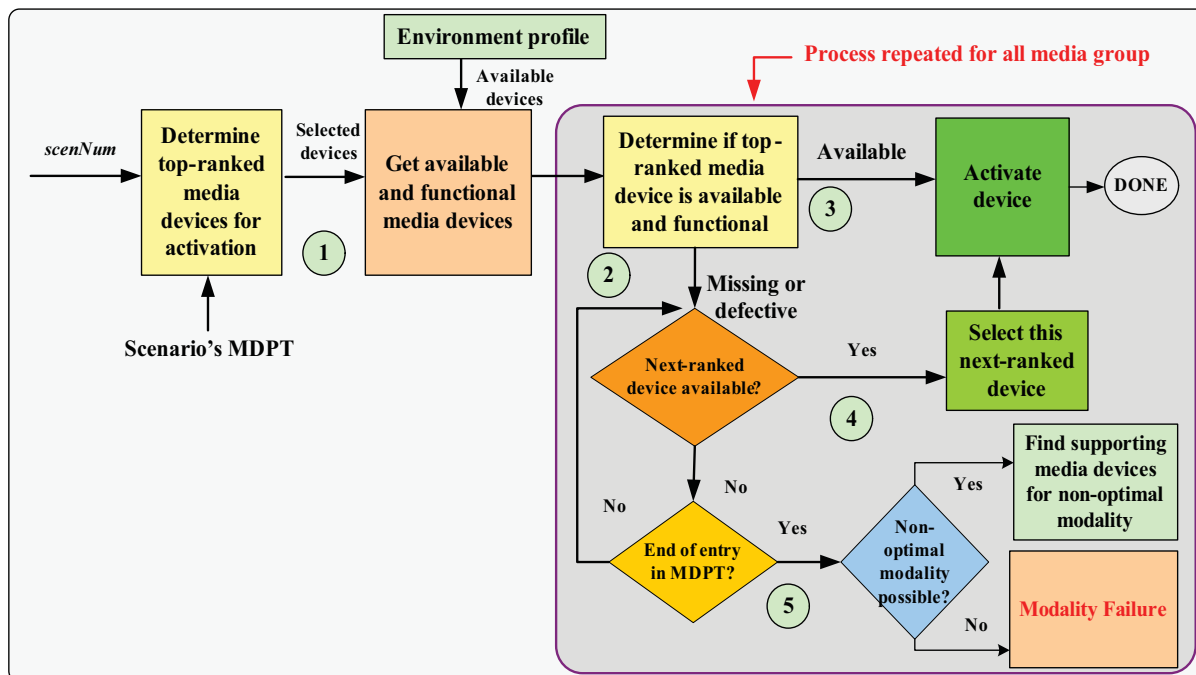 Environment profile
Process repeated for all media group
Available
devices
scenNum
Determine
top-ranked
media
devices for
activation
Selected
devices
Get available
and functional
media devices
Determine if top -
ranked media
device is available
and functional
Available
Activate
device
DONE
1
2
3
Missing or
defective
Scenario's MDPT
Next-ranked
device available?
Yes
Select this
next-ranked
device
4
No
No
End of entry
in MDPT?
Yes
5
Non-
optimal
modality
possible?
Yes
Find supporting
media devices
for non-optimal
modality
No
Modality Failure